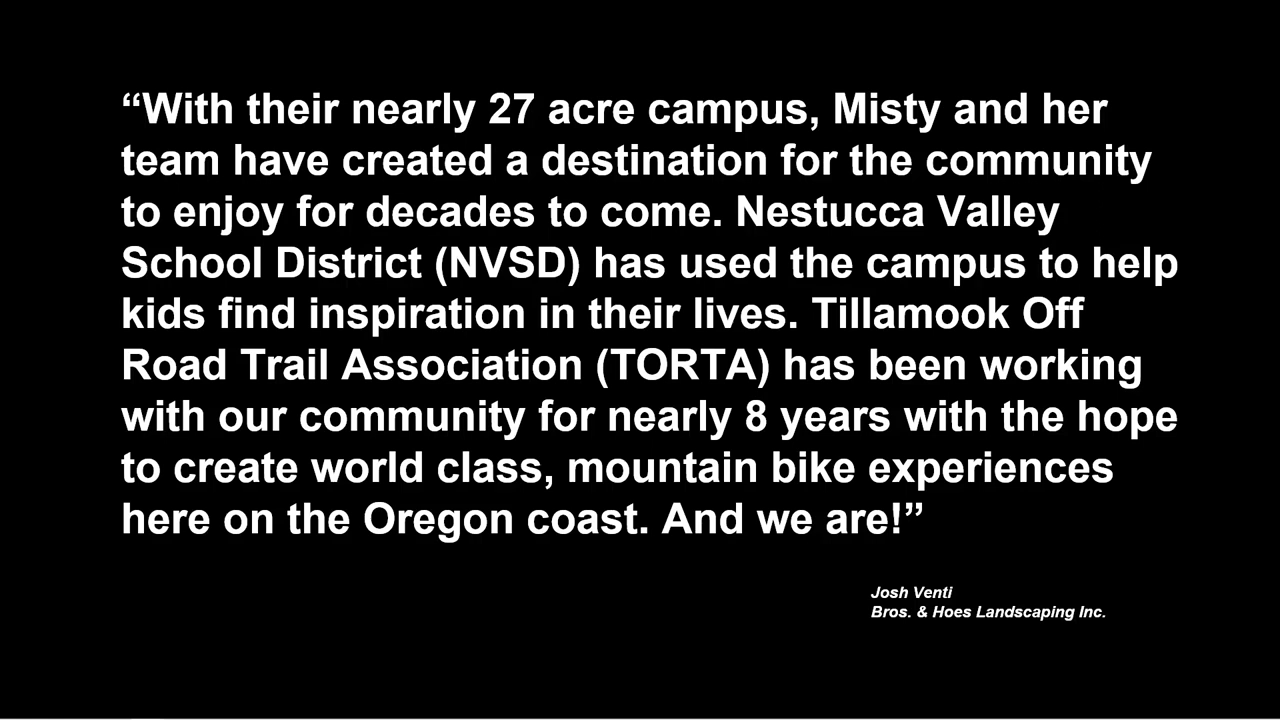 “With their nearly 27 acre campus, Misty and her
team have created a destination for the community
to enjoy for decades to come. Nestucca Valley
School District (NVSD) has used the campus to help
kids find inspiration in their lives. Tillamook Off
Road Trail Association (TORTA) has been working
with our community for nearly 8 years with the hope
to create world class, mountain bike experiences
here on the Oregon coast. And we are!”
Josh Venti
Bros. & Hoes Landscaping Inc.